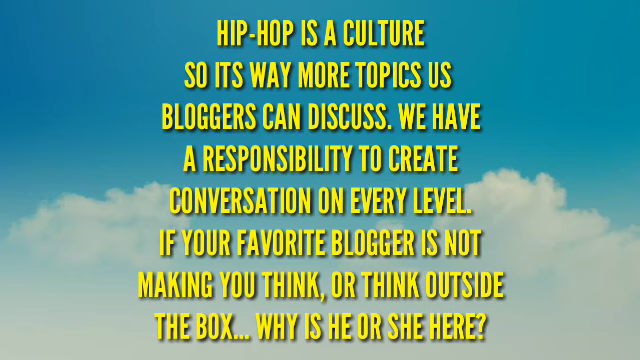 HIP-HOP IS A CULTURE
SO ITS WAY MORE TOPICS US
BLOGGERS CAN DISCUSS. WE HAVE
A RESPONSIBILITY TO CREATE
CONVERSATION ON EVERY LEVEL.
IF YOUR FAVORITE BLOGGER IS NOT
MAKING YOU THINK, OR THINK OUTSIDE
THE BOX... WHY IS HE OR SHE HERE?